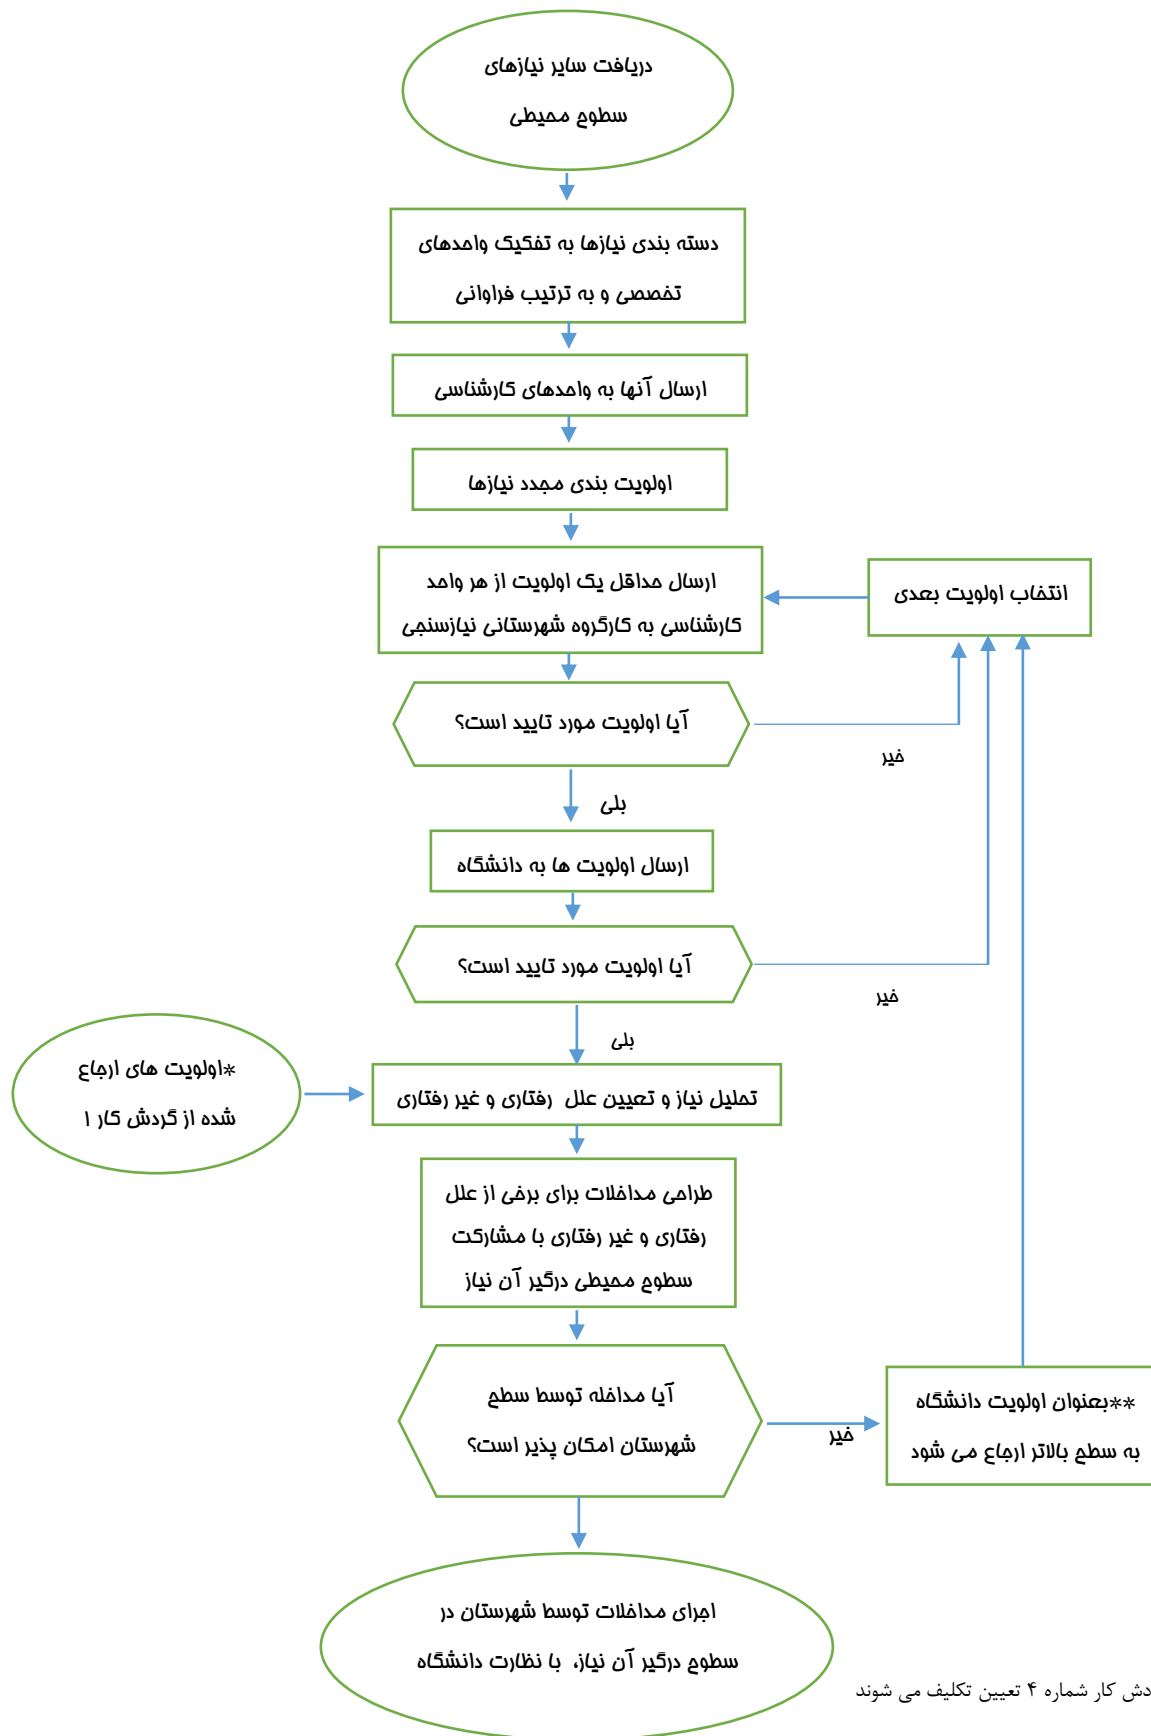 دریافت سایر نیازهای
سطوح محیطی
دسته بندی نیازها به تفکیک واحدهای
تخصصی و به ترتیب فراوانی
ارسال آنها به واحدهای کارشناسی
اولویت بندی مجدد نیازها
ارسال حداقل یک اولویت از هر واحد
کارشناسی به کارگروه شهرستانی نیازسنجی
انتخاب اولویت بعدی
آیا اولویت مورد تایید است؟
خیر
بلی
ارسال اولویت ها به دانشگاه
آیا اولویت مورد تایید است؟
خیر
بلی
*اولویت های ارجاع
شده از گردش کار ۱
تحلیل نیاز و تعیین علل رفتاری و غیر رفتاری
طراحی مداخلات برای برخی از علل
رفتاری و غیر رفتاری با مشارکت
سطوح محیطی درگیر آن نیاز
آیا مداخله توسط سطح
شهرستان امکان پذیر است؟
خیر
**بعنوان اولویت دانشگاه
به سطح بالاتر ارجاع می شود
اجرای مداخلات توسط شهرستان در
سطوح درگیر آن نیاز، با نظارت دانشگاه
کار شماره ۴ تعیین تکلیف می شوند